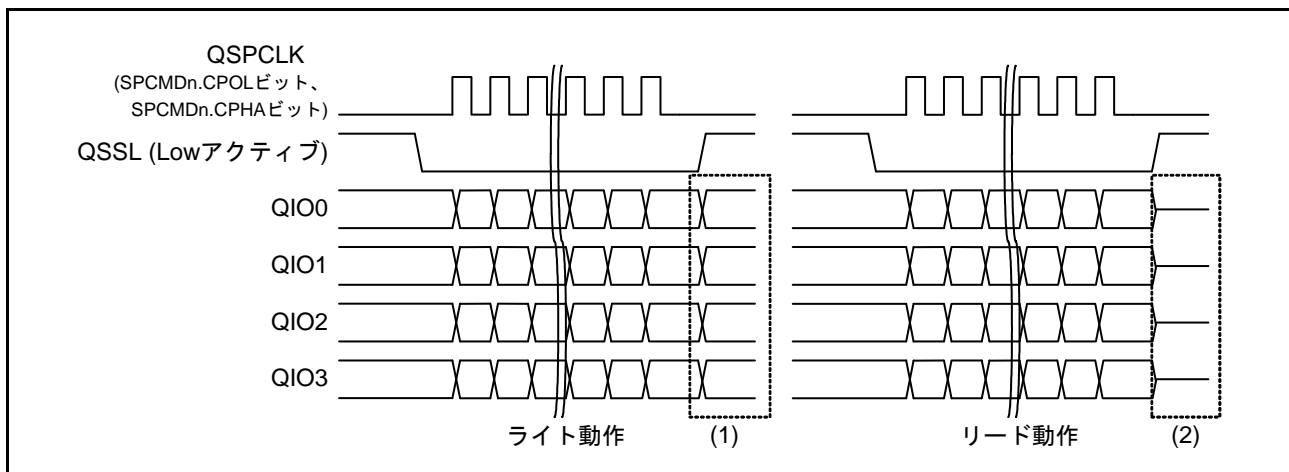 QSPCLK
(SPCMDn.CPOLビット、
SPCMDn.CPHAビット)
QSSL (Lowアクティブ)
QIO0
QIO1
QIO2
QIO3
ライト動作
(1)
リード動作
(2)